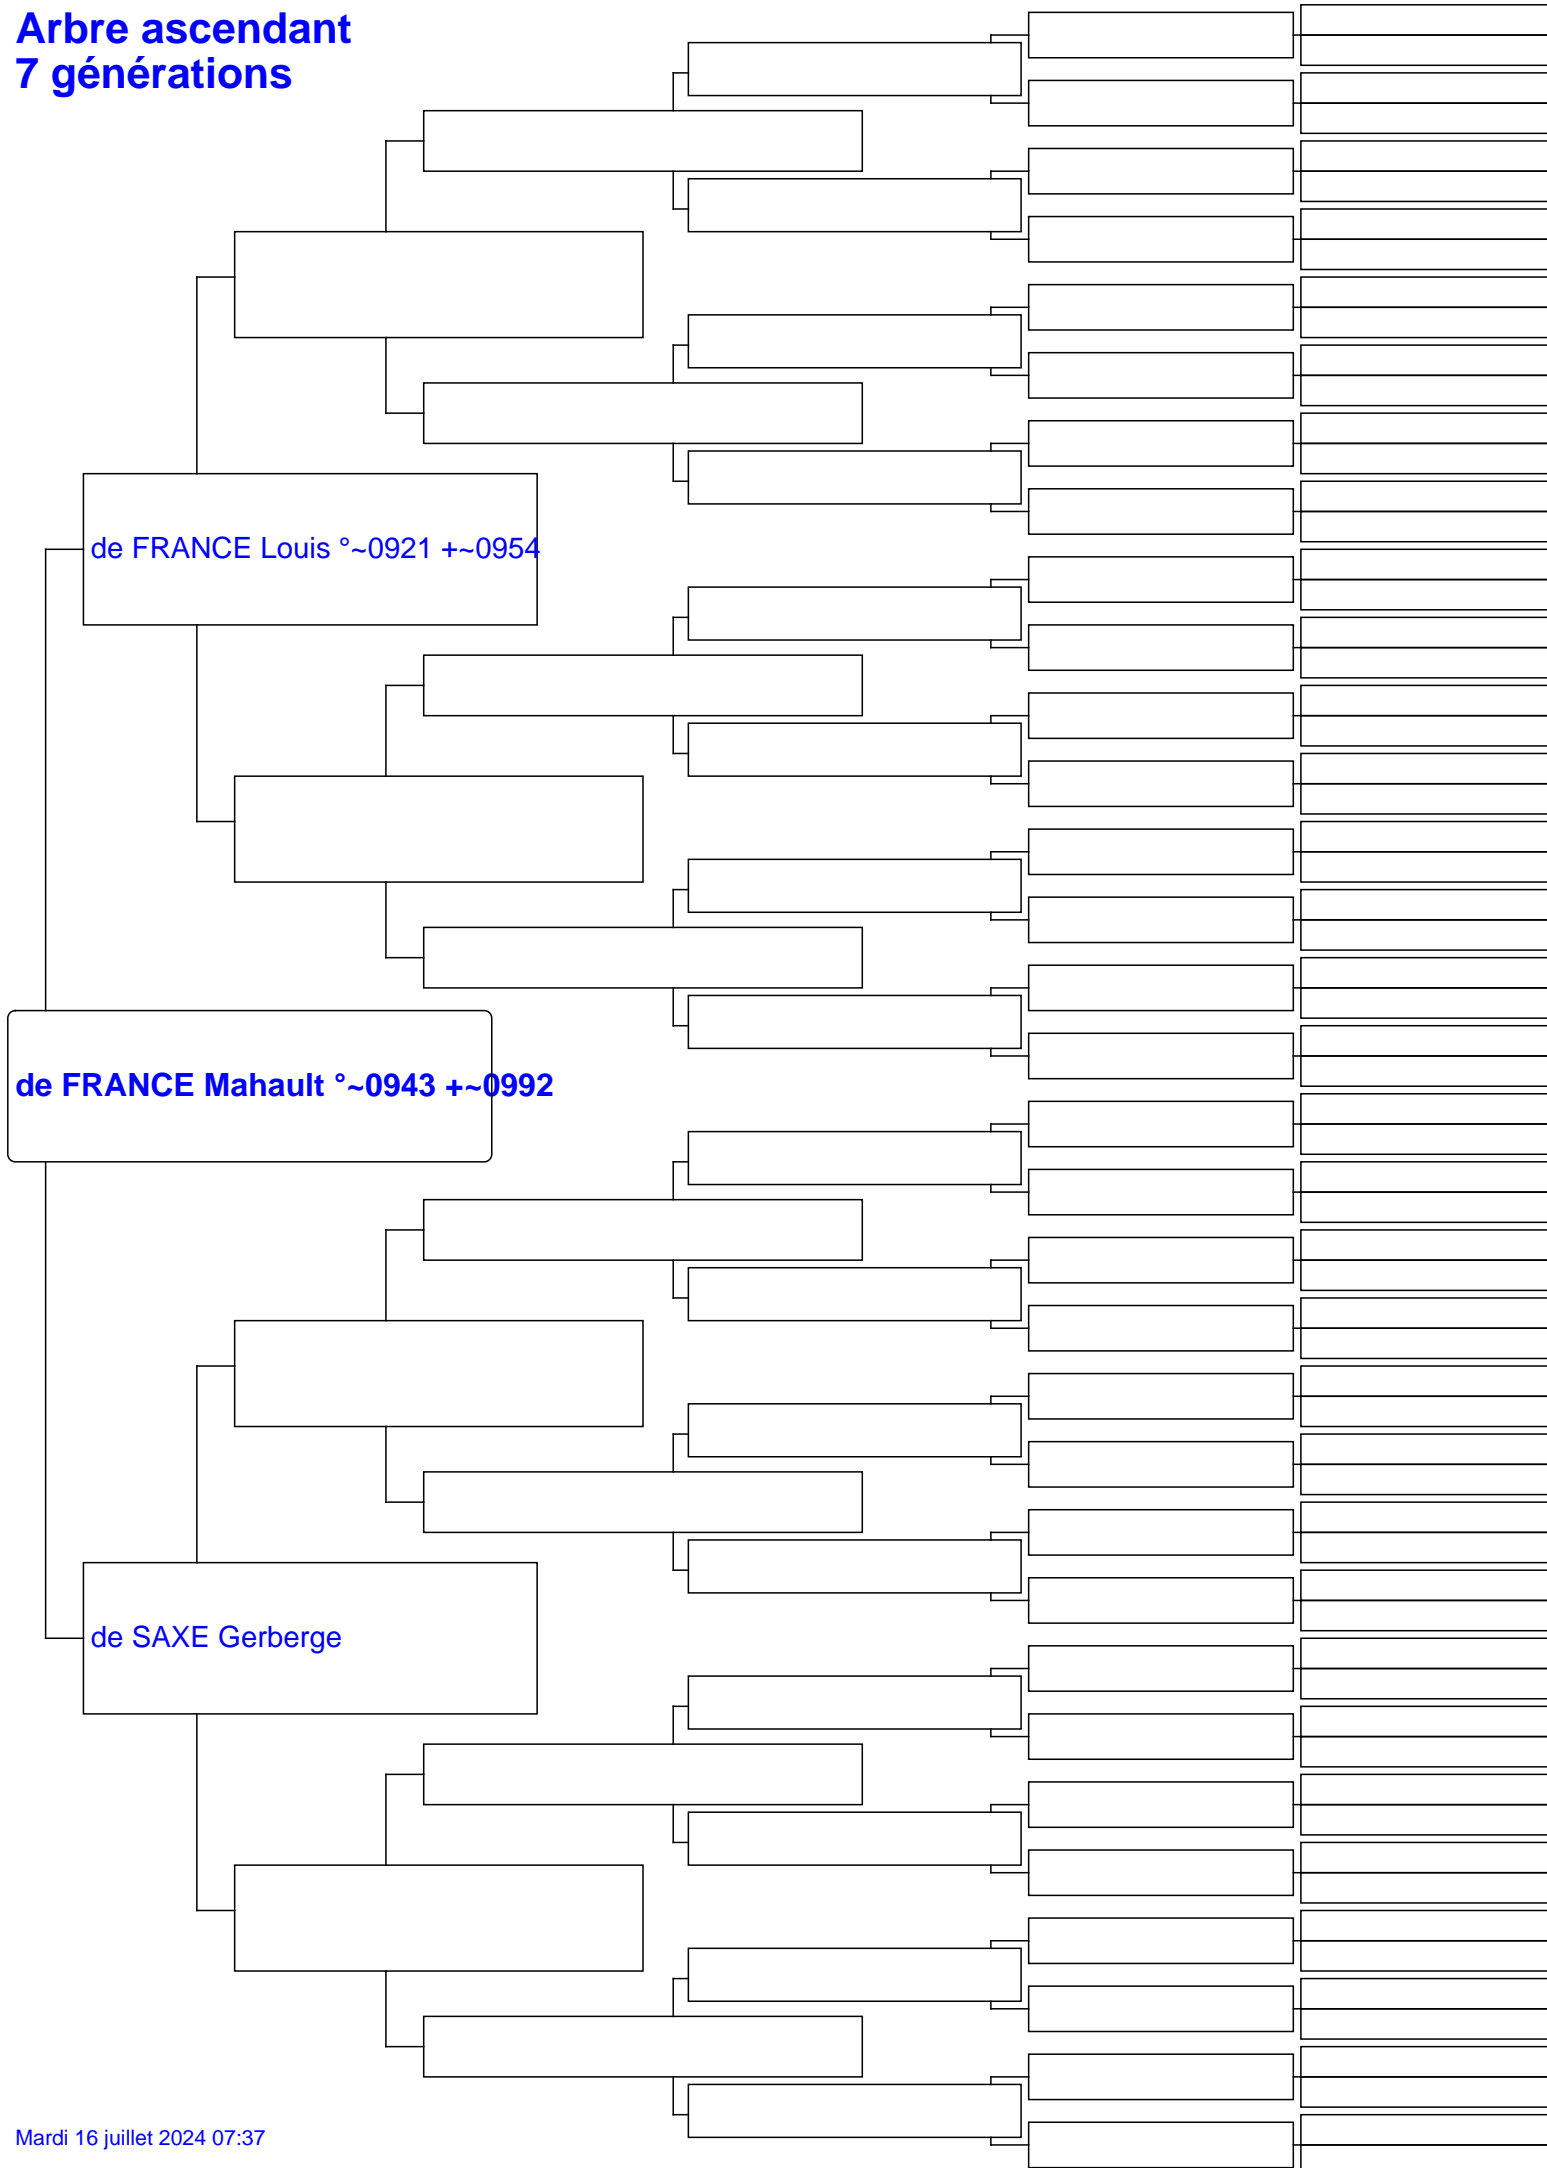 Arbre ascendant
7 générations
de FRANCE Louis °~0921 +~0954
de FRANCE Mahault °~0943 +~0992
de SAXE Gerberge
Mardi 16 juillet 2024 07:37